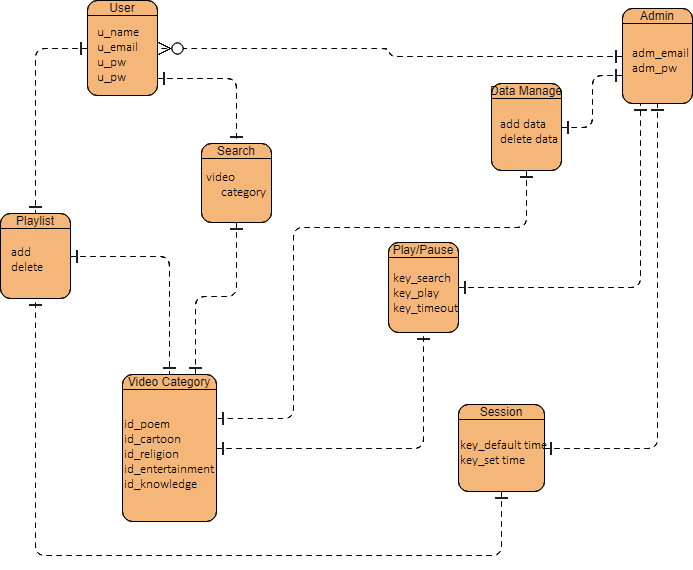 User
u_name
u_email
u_pw
u_pw
Admin
adm_email
adm_pw
Data Manage
add data
delete data
Search
video
category
Playlist
add
delete
Play/Pause
key_search
key_play
key_timeout
Video Category
id_poem
id_cartoon
id_religion
id_entertainment
id_knowledge
Session
key_default time
key_set time